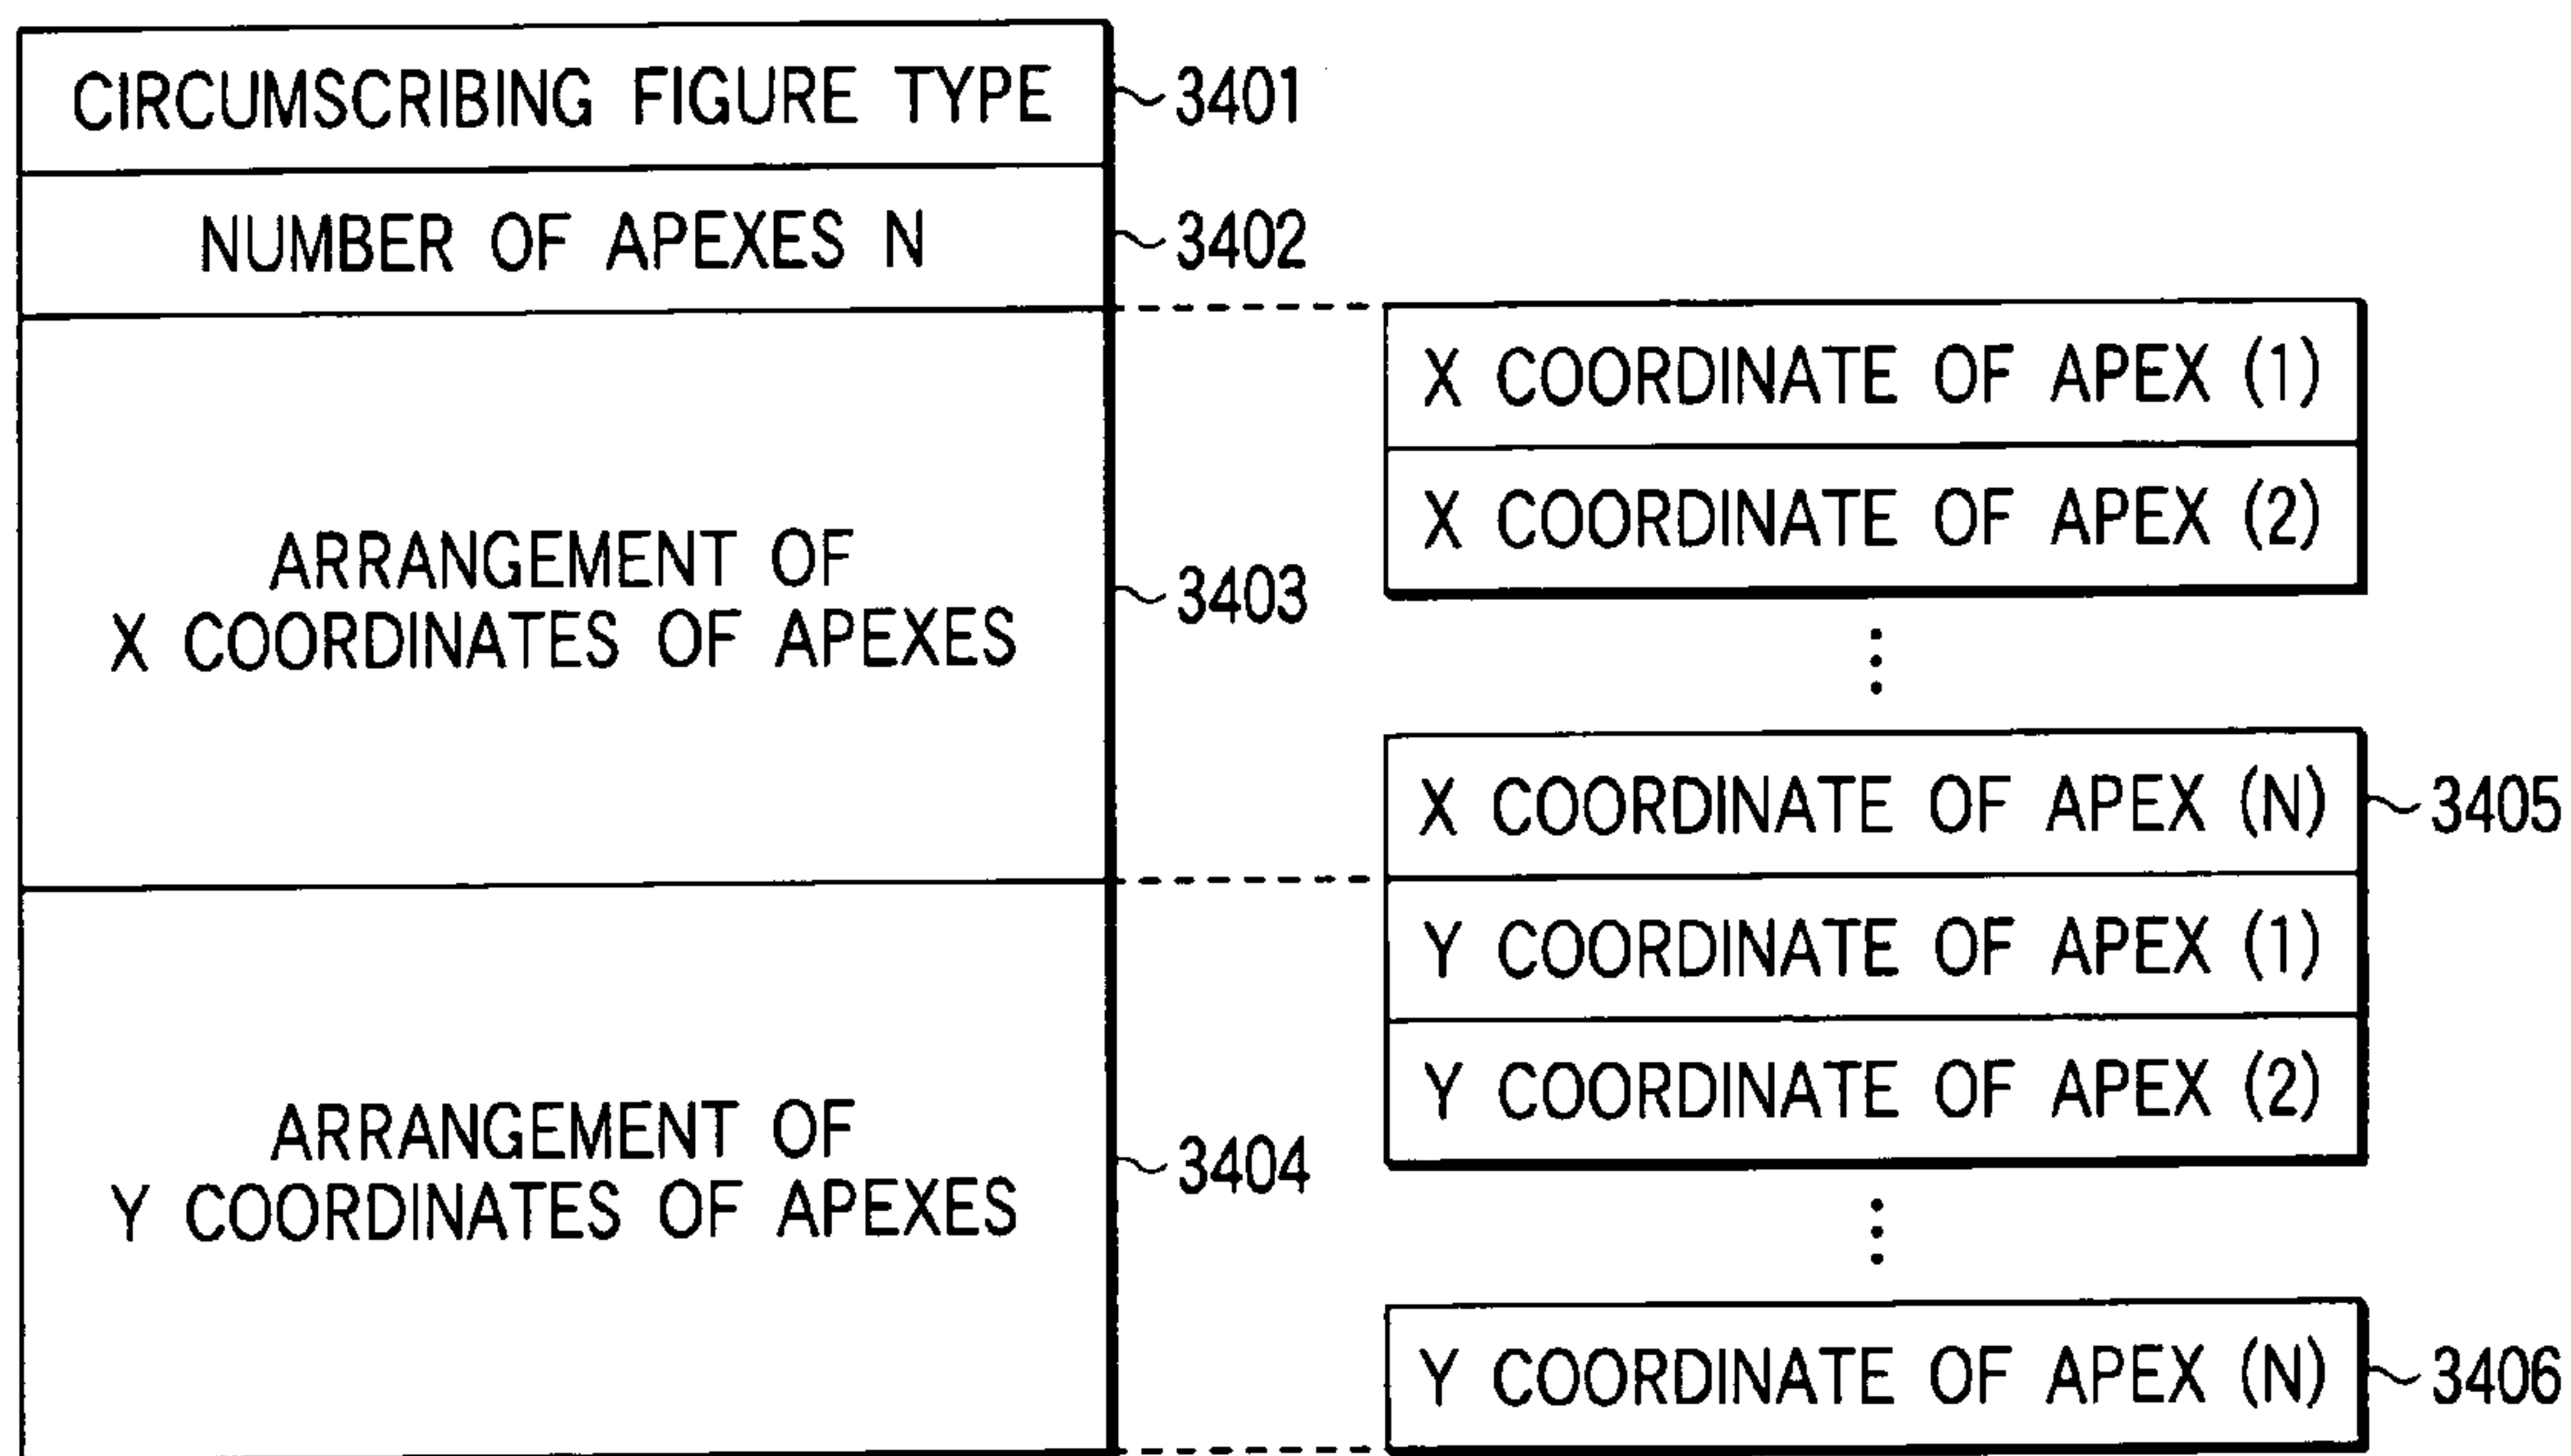 CIRCUMSCRIBING FIGURE TYPE
3401
NUMBER OF APEXES N
3402
ARRANGEMENT OF
X COORDINATES OF APEXES
3403
ARRANGEMENT OF
Y COORDINATES OF APEXES
3404
X COORDINATE OF APEX (1)
X COORDINATE OF APEX (2)
X COORDINATE OF APEX (N)
3405
Y COORDINATE OF APEX (1)
Y COORDINATE OF APEX (2)
Y COORDINATE OF APEX (N)
3406